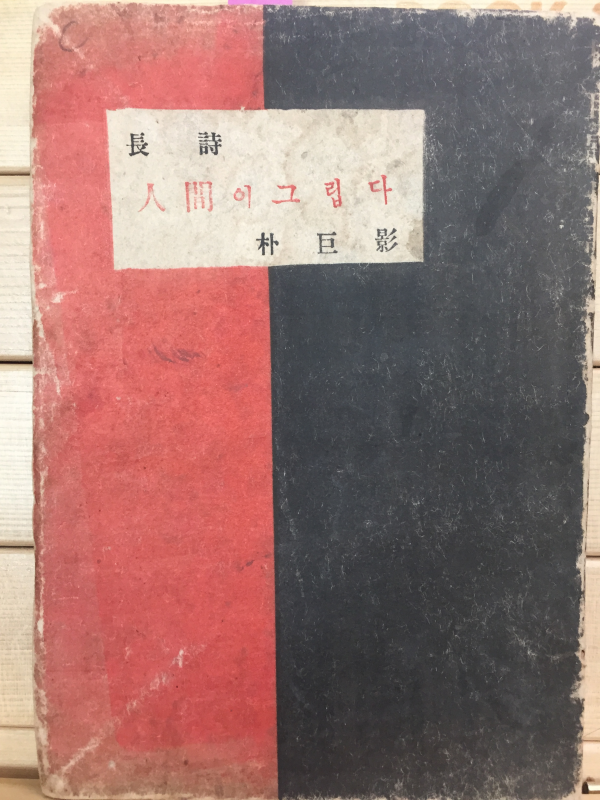 長 詩
人間이그립다
朴巨影